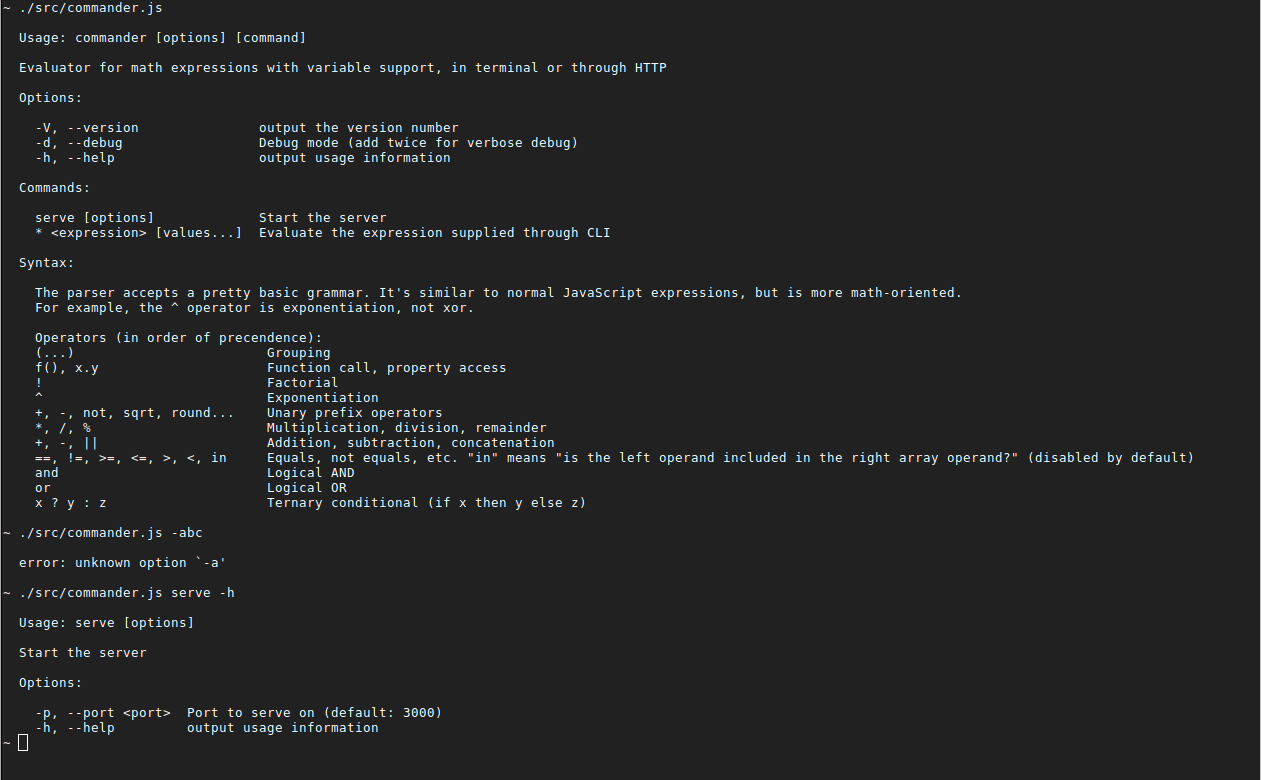 ~ ./src/commander.js
Usage: commander [options] [command]
Evaluator for math expressions with variable support, in terminal or through HTTP
Options:
-V, --version output the version number
-d, --debug Debug mode (add twice for verbose debug)
-h, --help output usage information
Commands:
serve [options] Start the server
* <expression> [values...] Evaluate the expression supplied through CLI
Syntax:
The parser accepts a pretty basic grammar. It's similar to normal JavaScript expressions, but is more math-oriented.
For example, the ^ operator is exponentiation, not xor.
Operators (in order of precendence):
(...) Grouping
f(), x.y Function call, property access
! Factorial
^ Exponentiation
+, -, not, sqrt, round... Unary prefix operators
*, /, % Multiplication, division, remainder
+, -, || Addition, subtraction, concatenation
==, !=, >=, <=, >, <, in Equals, not equals, etc. "in" means "is the left operand included in the right array operand?" (disabled by default)
and Logical AND
or Logical OR
x ? y : z Ternary conditional (if x then y else z)
~ ./src/commander.js -abc
error: unknown option `-a'
~ ./src/commander.js serve -h
Usage: serve [options]
Start the server
Options:
-p, --port <port> Port to serve on (default: 3000)
-h, --help output usage information
~